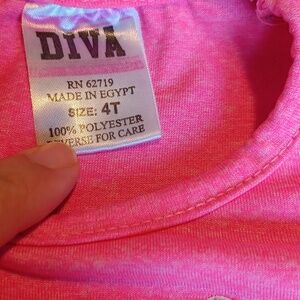 DIVA
RN 62719
MADE IN EGYPT
SIZE: 4T
100% POLYESTER
REVERSE FOR CARE